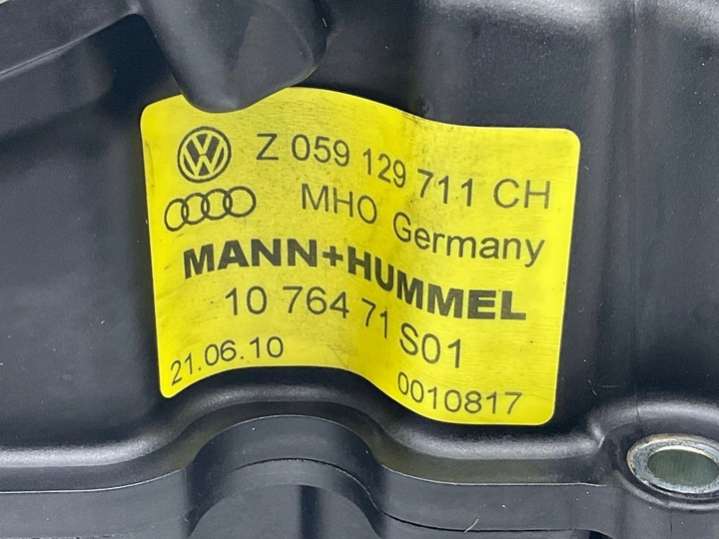 Z 059 129 711 CH
MHO Germany
MANN+HUMMEL
10 764 71 S01
21.06.10 0010817